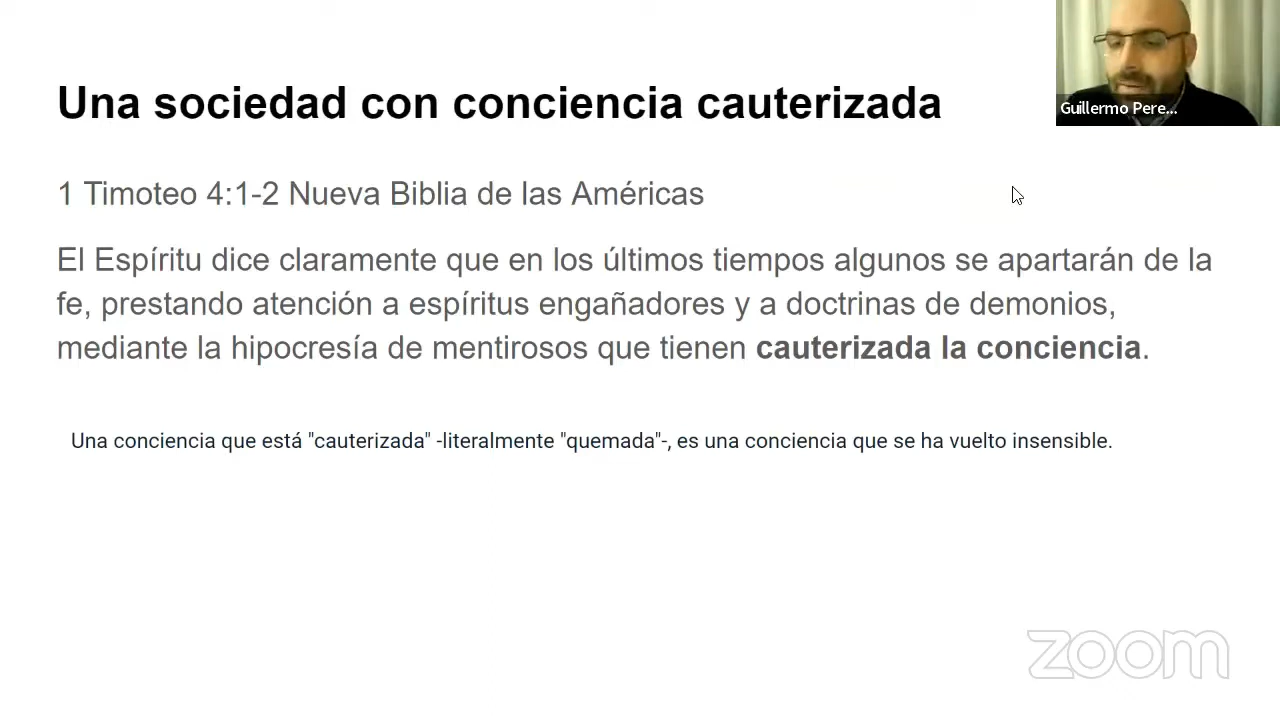 Una sociedad con conciencia cauterizada
Guillermo Pere...
1 Timoteo 4:1-2 Nueva Biblia de las Américas
El Espíritu dice claramente que en los últimos tiempos algunos se apartarán de la
fe, prestando atención a espíritus engañadores y a doctrinas de demonios,
mediante la hipocresía de mentirosos que tienen cauterizada la conciencia.
Una conciencia que está "cauterizada" -literalmente "quemada"-, es una conciencia que se ha vuelto insensible.
zoom